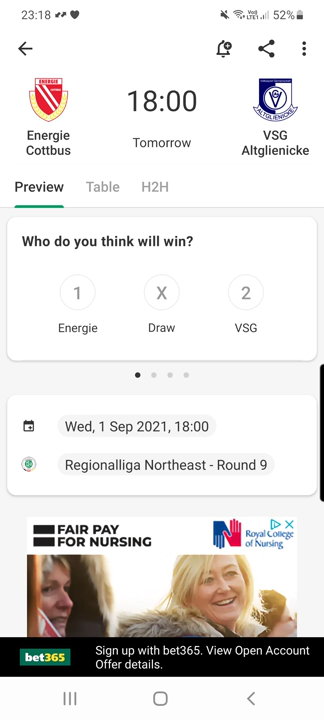 23:18
52%
18:00
Energie
Cottbus
Tomorrow
VSG
Altglienicke
Preview
Table
H2H
Who do you think will win?
1
X
2
Energie
Draw
VSG
Wed, 1 Sep 2021, 18:00
Regionalliga Northeast - Round 9
FAIR PAY
FOR NURSING
Royal College
of Nursing
bet365
Sign up with bet365. View Open Account
Offer details.